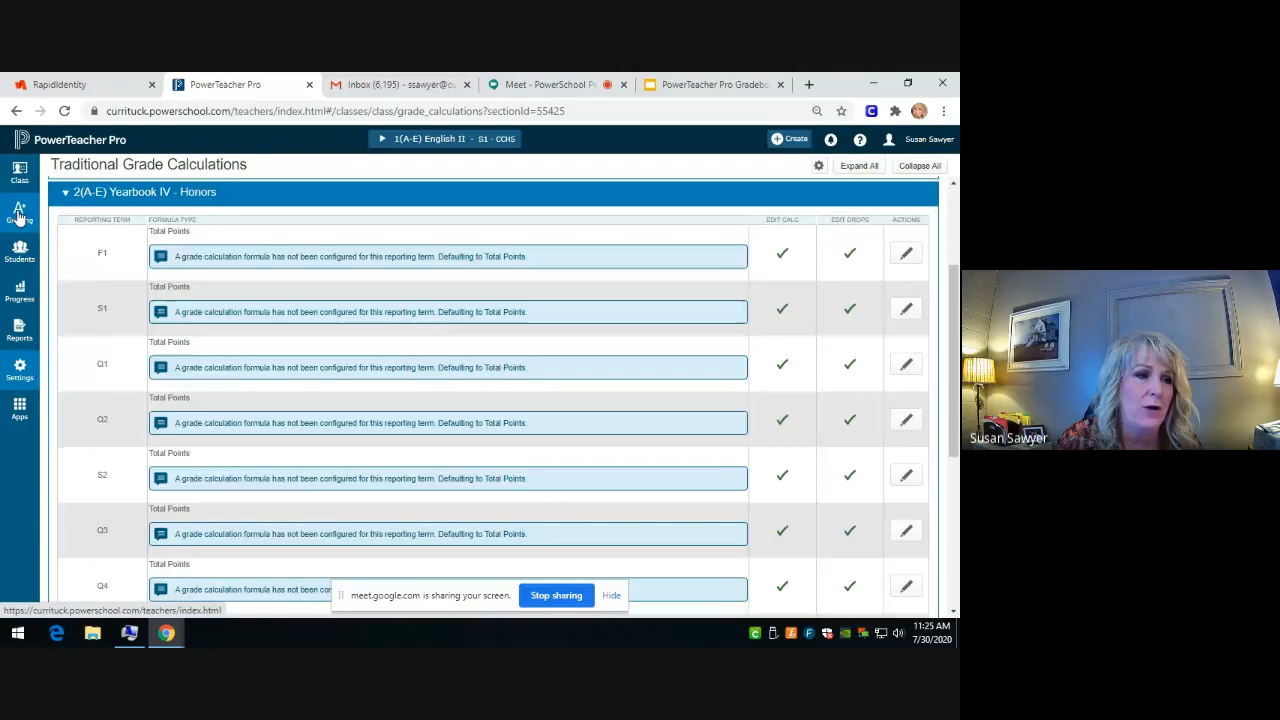 RapidIdentity
PowerTeacher Pro
Inbox (6,195) - ssawyer@cu
Meet - PowerSchool P
PowerTeacher Pro Gradeb
currituck.powerschool.com/teachers/index.html#/classes/class/grade_calculations?sectionId=55425
PowerTeacher Pro
1(A-E) English II - S1 - CCHS
Create
Susan Sawyer
Class
Traditional Grade Calculations
Expand All
Collapse All
2(A-E) Yearbook IV - Honors
Grading
REPORTING TERM
FORMULA TYPE
EDIT CALC
EDIT DROPS
ACTIONS
Total Points
F1
A grade calculation formula has not been configured for this reporting term. Defaulting to Total Points.
Students
Total Points
S1
A grade calculation formula has not been configured for this reporting term. Defaulting to Total Points.
Progress
Reports
Total Points
Q1
A grade calculation formula has not been configured for this reporting term. Defaulting to Total Points.
Settings
Total Points
Q2
A grade calculation formula has not been configured for this reporting term. Defaulting to Total Points.
Apps
Total Points
S2
A grade calculation formula has not been configured for this reporting term. Defaulting to Total Points.
Total Points
Q3
A grade calculation formula has not been configured for this reporting term. Defaulting to Total Points.
Total Points
Q4
A grade calculation formula has not been con
meet.google.com is sharing your screen.
Stop sharing
Hide
https://currituck.powerschool.com/teachers/index.html
11:25 AM
7/30/2020
Susan Sawyer